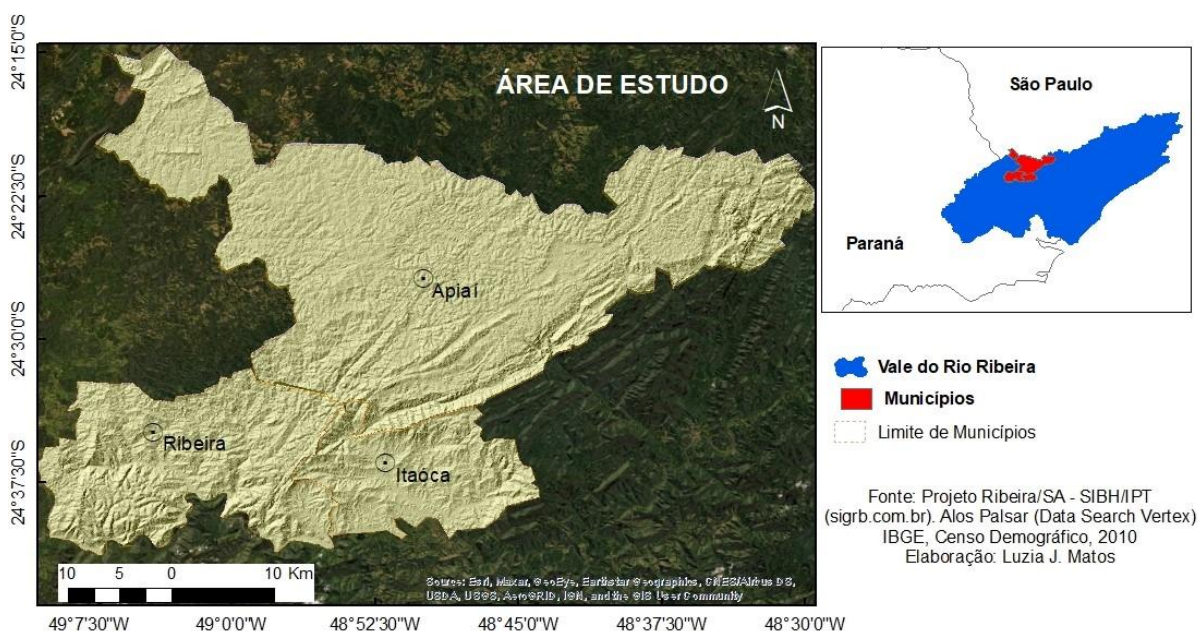 24°15'0"S
24°22'30"S
24°30'0"S
24°37'30"S
ÁREA DE ESTUDO
N
Apiaí
Ribeira
Itaóca
10 5 0 10 Km
Source: Esri, Maxar, GeoEye, Earthstar Geographics, CNES/Airbus DS,
USDA, USGS, AeroGRID, IGN, and the GIS User Community
49°7'30"W 49°0'0"W 48°52'30"W 48°45'0"W 48°37'30"W 48°30'0"W
São Paulo
Paraná
Vale do Rio Ribeira
Municípios
Limite de Municípios
Fonte: Projeto Ribeira/SA - SIBH/IPT
(sigrb.com.br). Alos Palsar (Data Search Vertex)
IBGE, Censo Demográfico, 2010
Elaboração: Luzia J. Matos